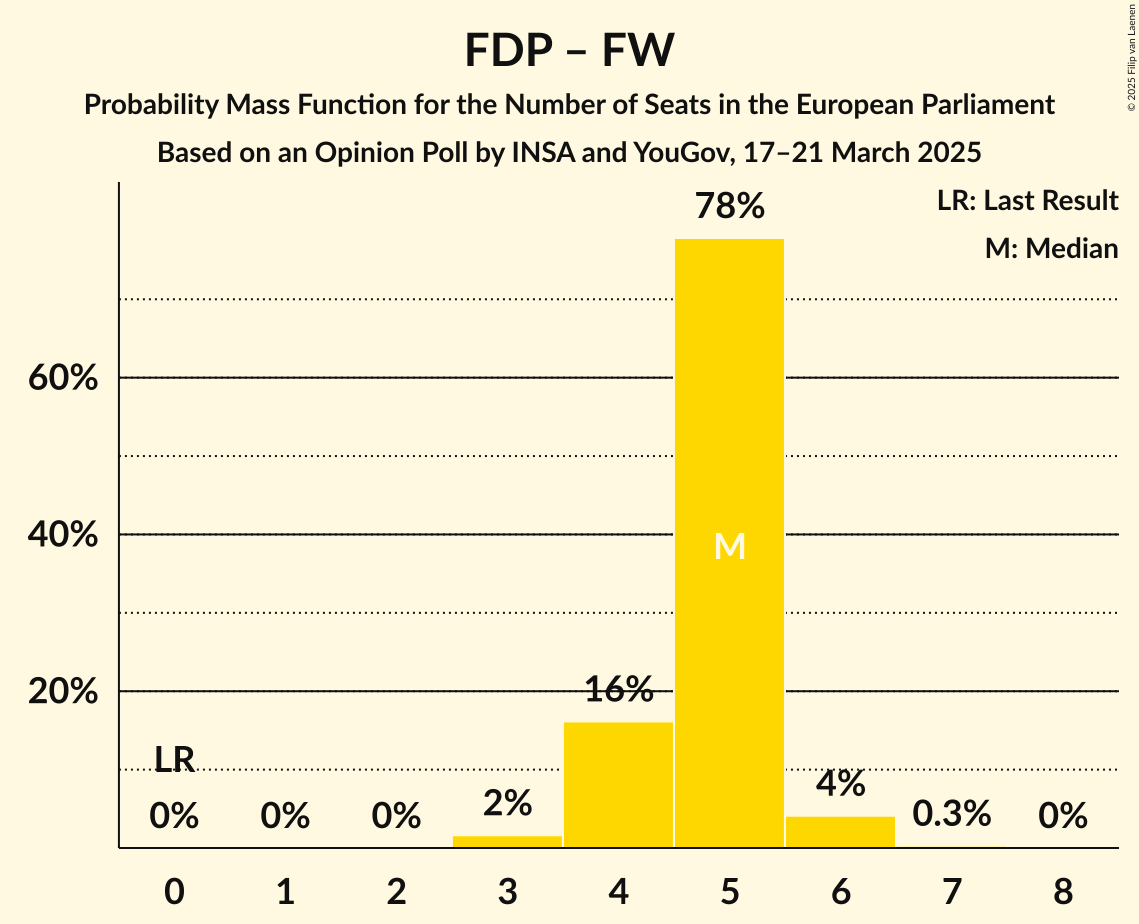 FDP – FW
Probability Mass Function for the Number of Seats in the European Parliament
Based on an Opinion Poll by INSA and YouGov, 17–21 March 2025
© 2025 Filip van Laenen
LR: Last Result
M: Median
78%
60%
40%
20%
M
16%
LR
0%
0%
0%
2%
4%
0.3%
0%
0 1 2 3 4 5 6 7 8